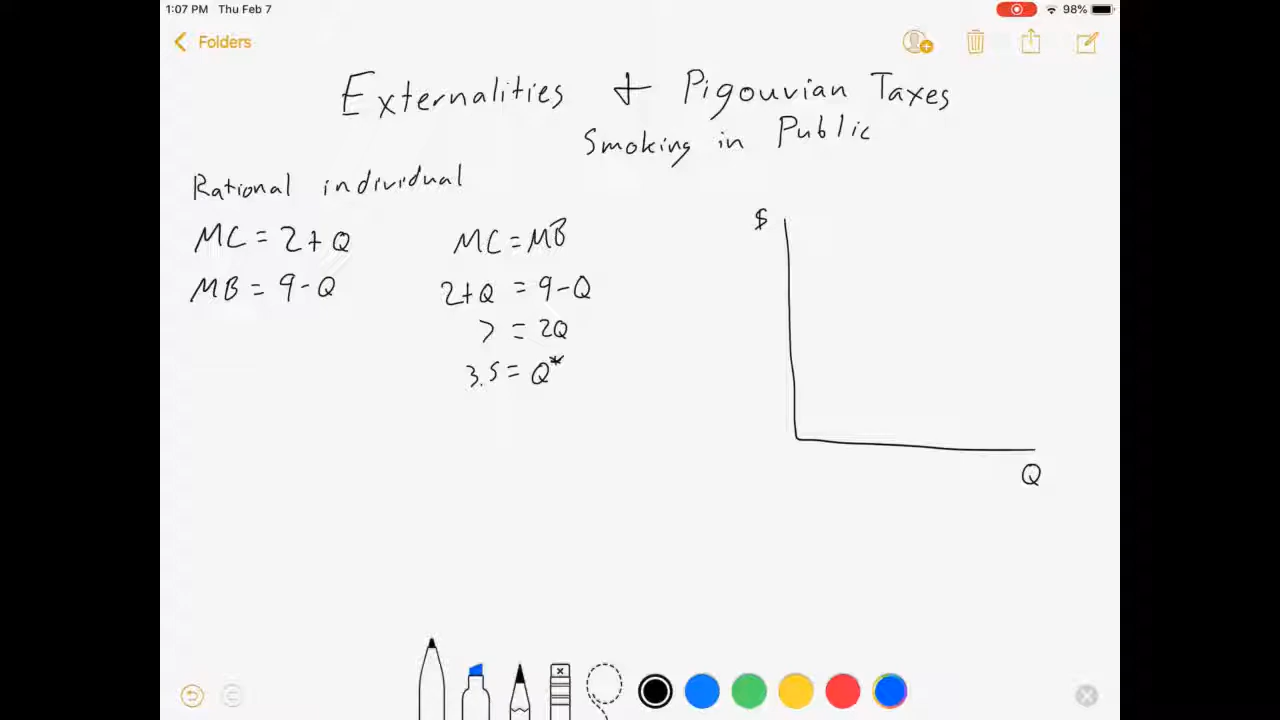 1:07 PM Thu Feb 7
98%
Folders
Externalities + Pigouvian Taxes
Smoking in Public
Rational individual
MC = 2 + Q
MB = 9 - Q
MC = MB
2+Q = 9-Q
7 = 2Q
3.5 = Q*
$
Q